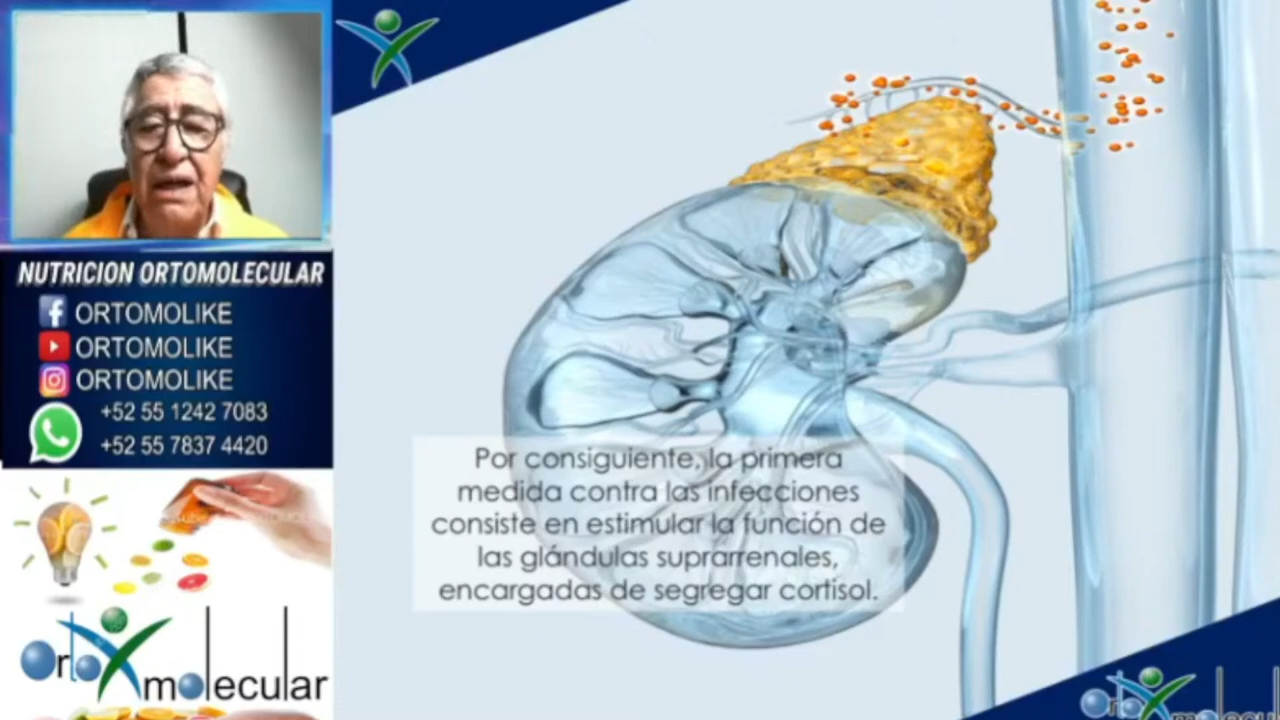 NUTRICION ORTOMOLECULAR
ORTOMOLIKE
ORTOMOLIKE
ORTOMOLIKE
+52 55 1242 7083
+52 55 7837 4420
Ortomolecular
Por consiguiente, la primera
medida contra las infecciones
consiste en estimular la función de
las glándulas suprarrenales,
encargadas de segregar cortisol.